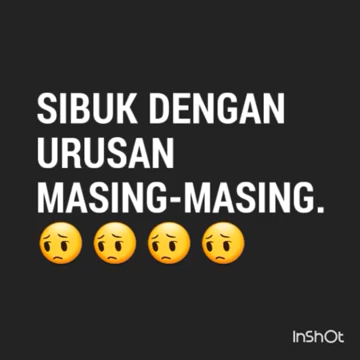 SIBUK DENGAN
URUSAN
MASING-MASING.
😔😔😔😔
InShOt